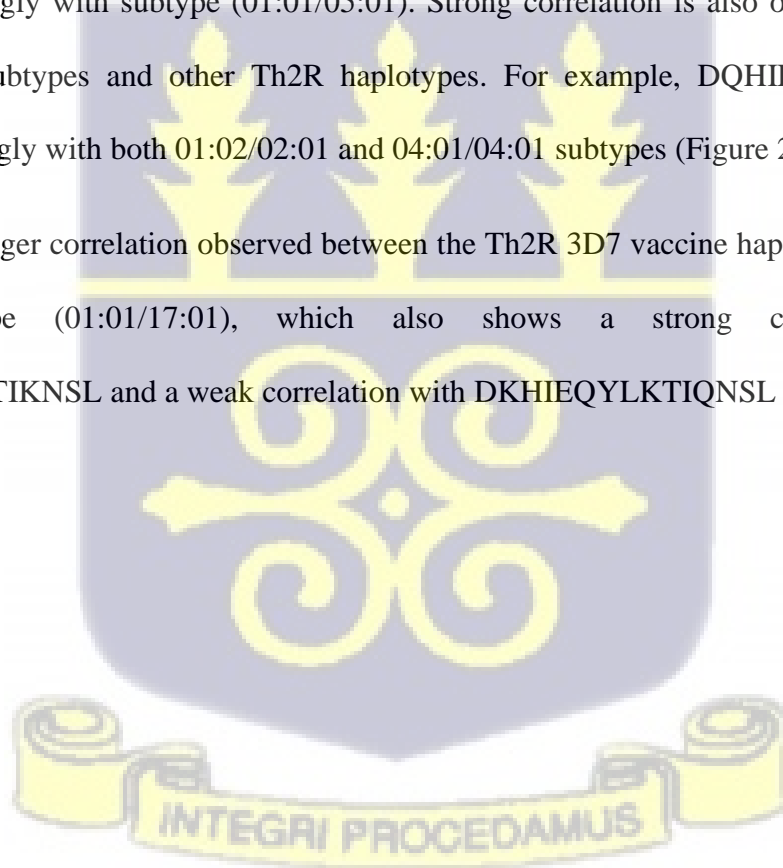 gly with subtype (01:01/05:01). Strong correlation is also o
ubtypes and other Th2R haplotypes. For example, DQHII
gly with both 01:02/02:01 and 04:01/04:01 subtypes (Figure 2
ger correlation observed between the Th2R 3D7 vaccine hap
e (01:01/17:01), which also shows a strong c
TIKNSL and a weak correlation with DKHIEQYLKTIQNSL
INTEGRI PROCEDAMUS